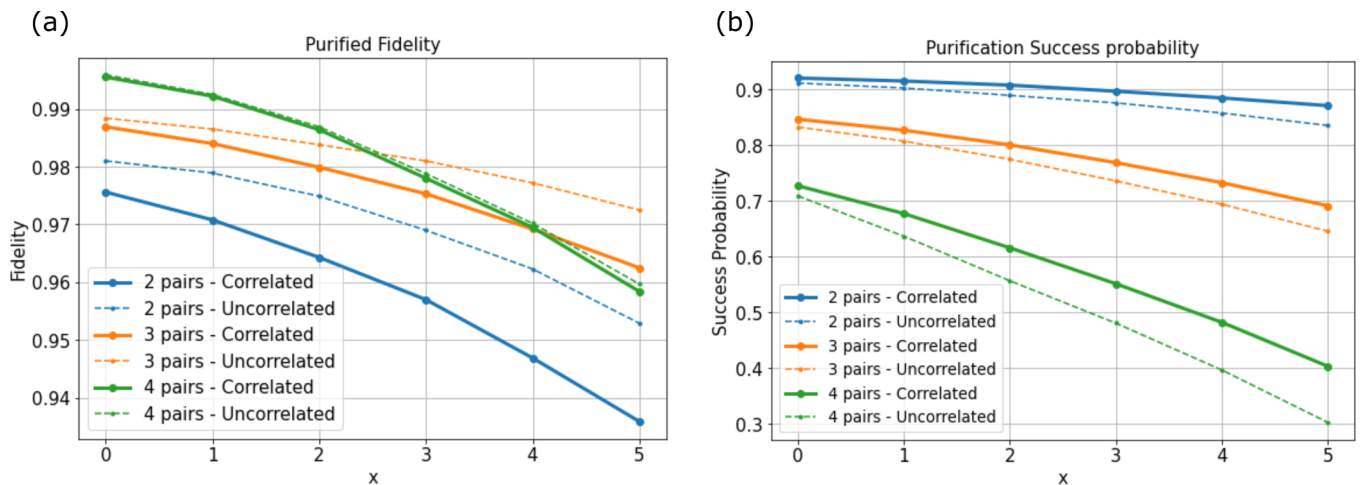 (a)
Purified Fidelity
Fidelity
0.99
0.98
0.97
0.96
0.95
0.94
2 pairs - Correlated
2 pairs - Uncorrelated
3 pairs - Correlated
3 pairs - Uncorrelated
4 pairs - Correlated
4 pairs - Uncorrelated
0 1 2 3 4 5
x
(b)
Purification Success probability
Success Probability
0.9
0.8
0.7
0.6
0.5
0.4
0.3
2 pairs - Correlated
2 pairs - Uncorrelated
3 pairs - Correlated
3 pairs - Uncorrelated
4 pairs - Correlated
4 pairs - Uncorrelated
0 1 2 3 4 5
x